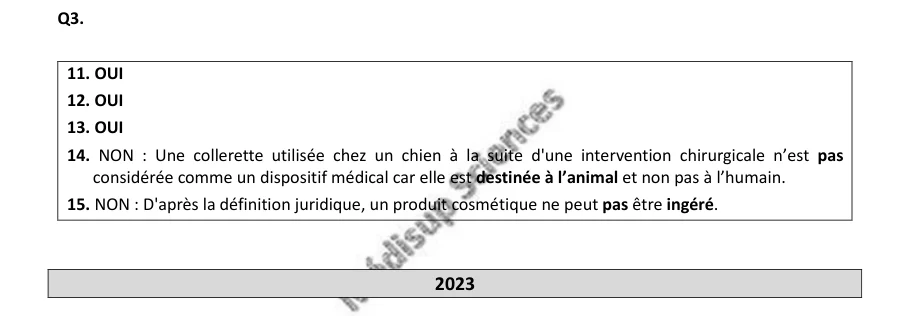 Q3.
11. OUI
12. OUI
13. OUI
14. NON : Une collerette utilisée chez un chien à la suite d'une intervention chirurgicale n'est pas
considérée comme un dispositif médical car elle est destinée à l'animal et non pas à l'humain.
15. NON : D'après la définition juridique, un produit cosmétique ne peut pas être ingéré.
Médisup Sciences
2023